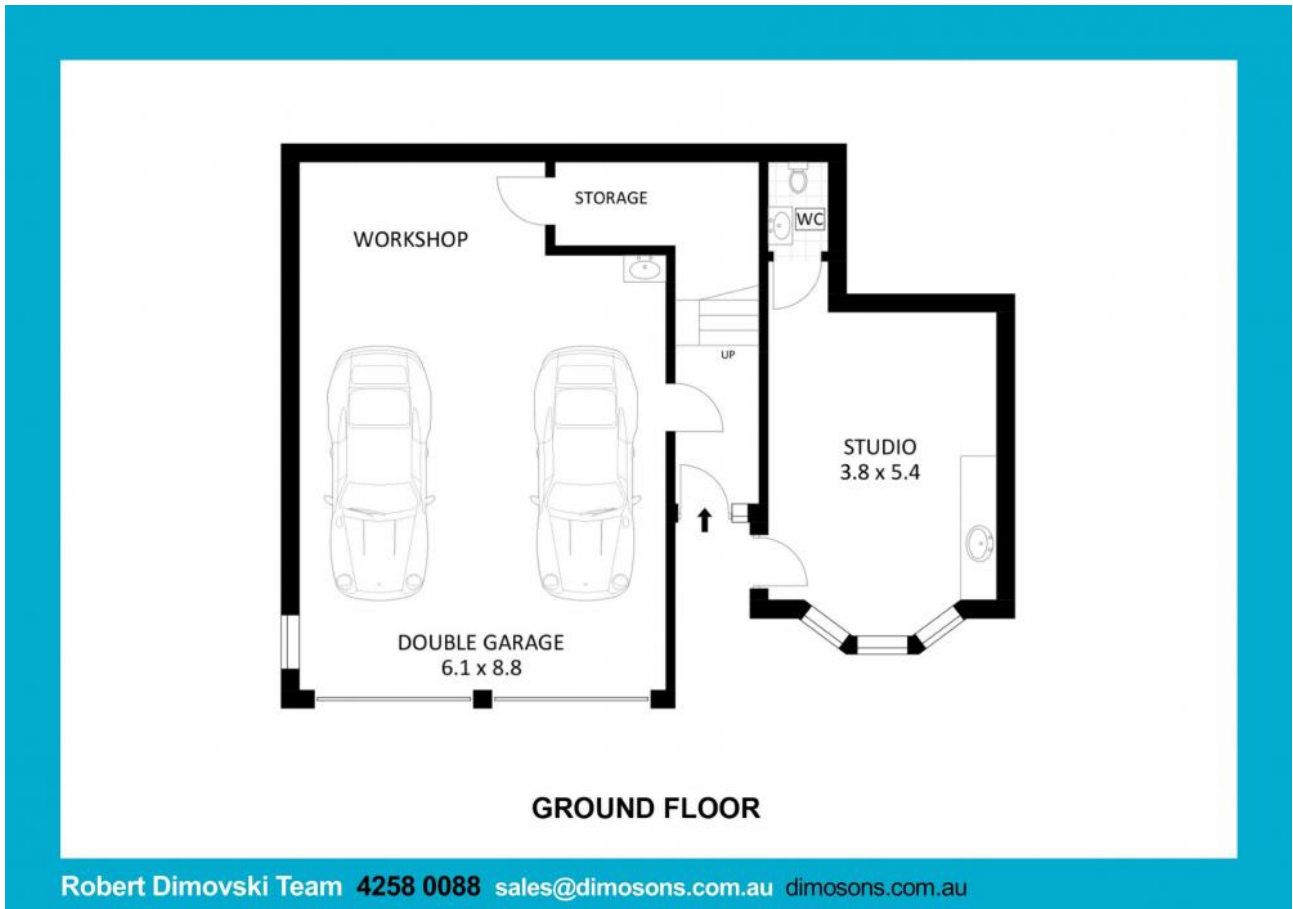 STORAGE
WC
WORKSHOP
UP
STUDIO
3.8 x 5.4
DOUBLE GARAGE
6.1 x 8.8
GROUND FLOOR
Robert Dimovski Team 4258 0088 sales@dimosons.com.au dimosons.com.au